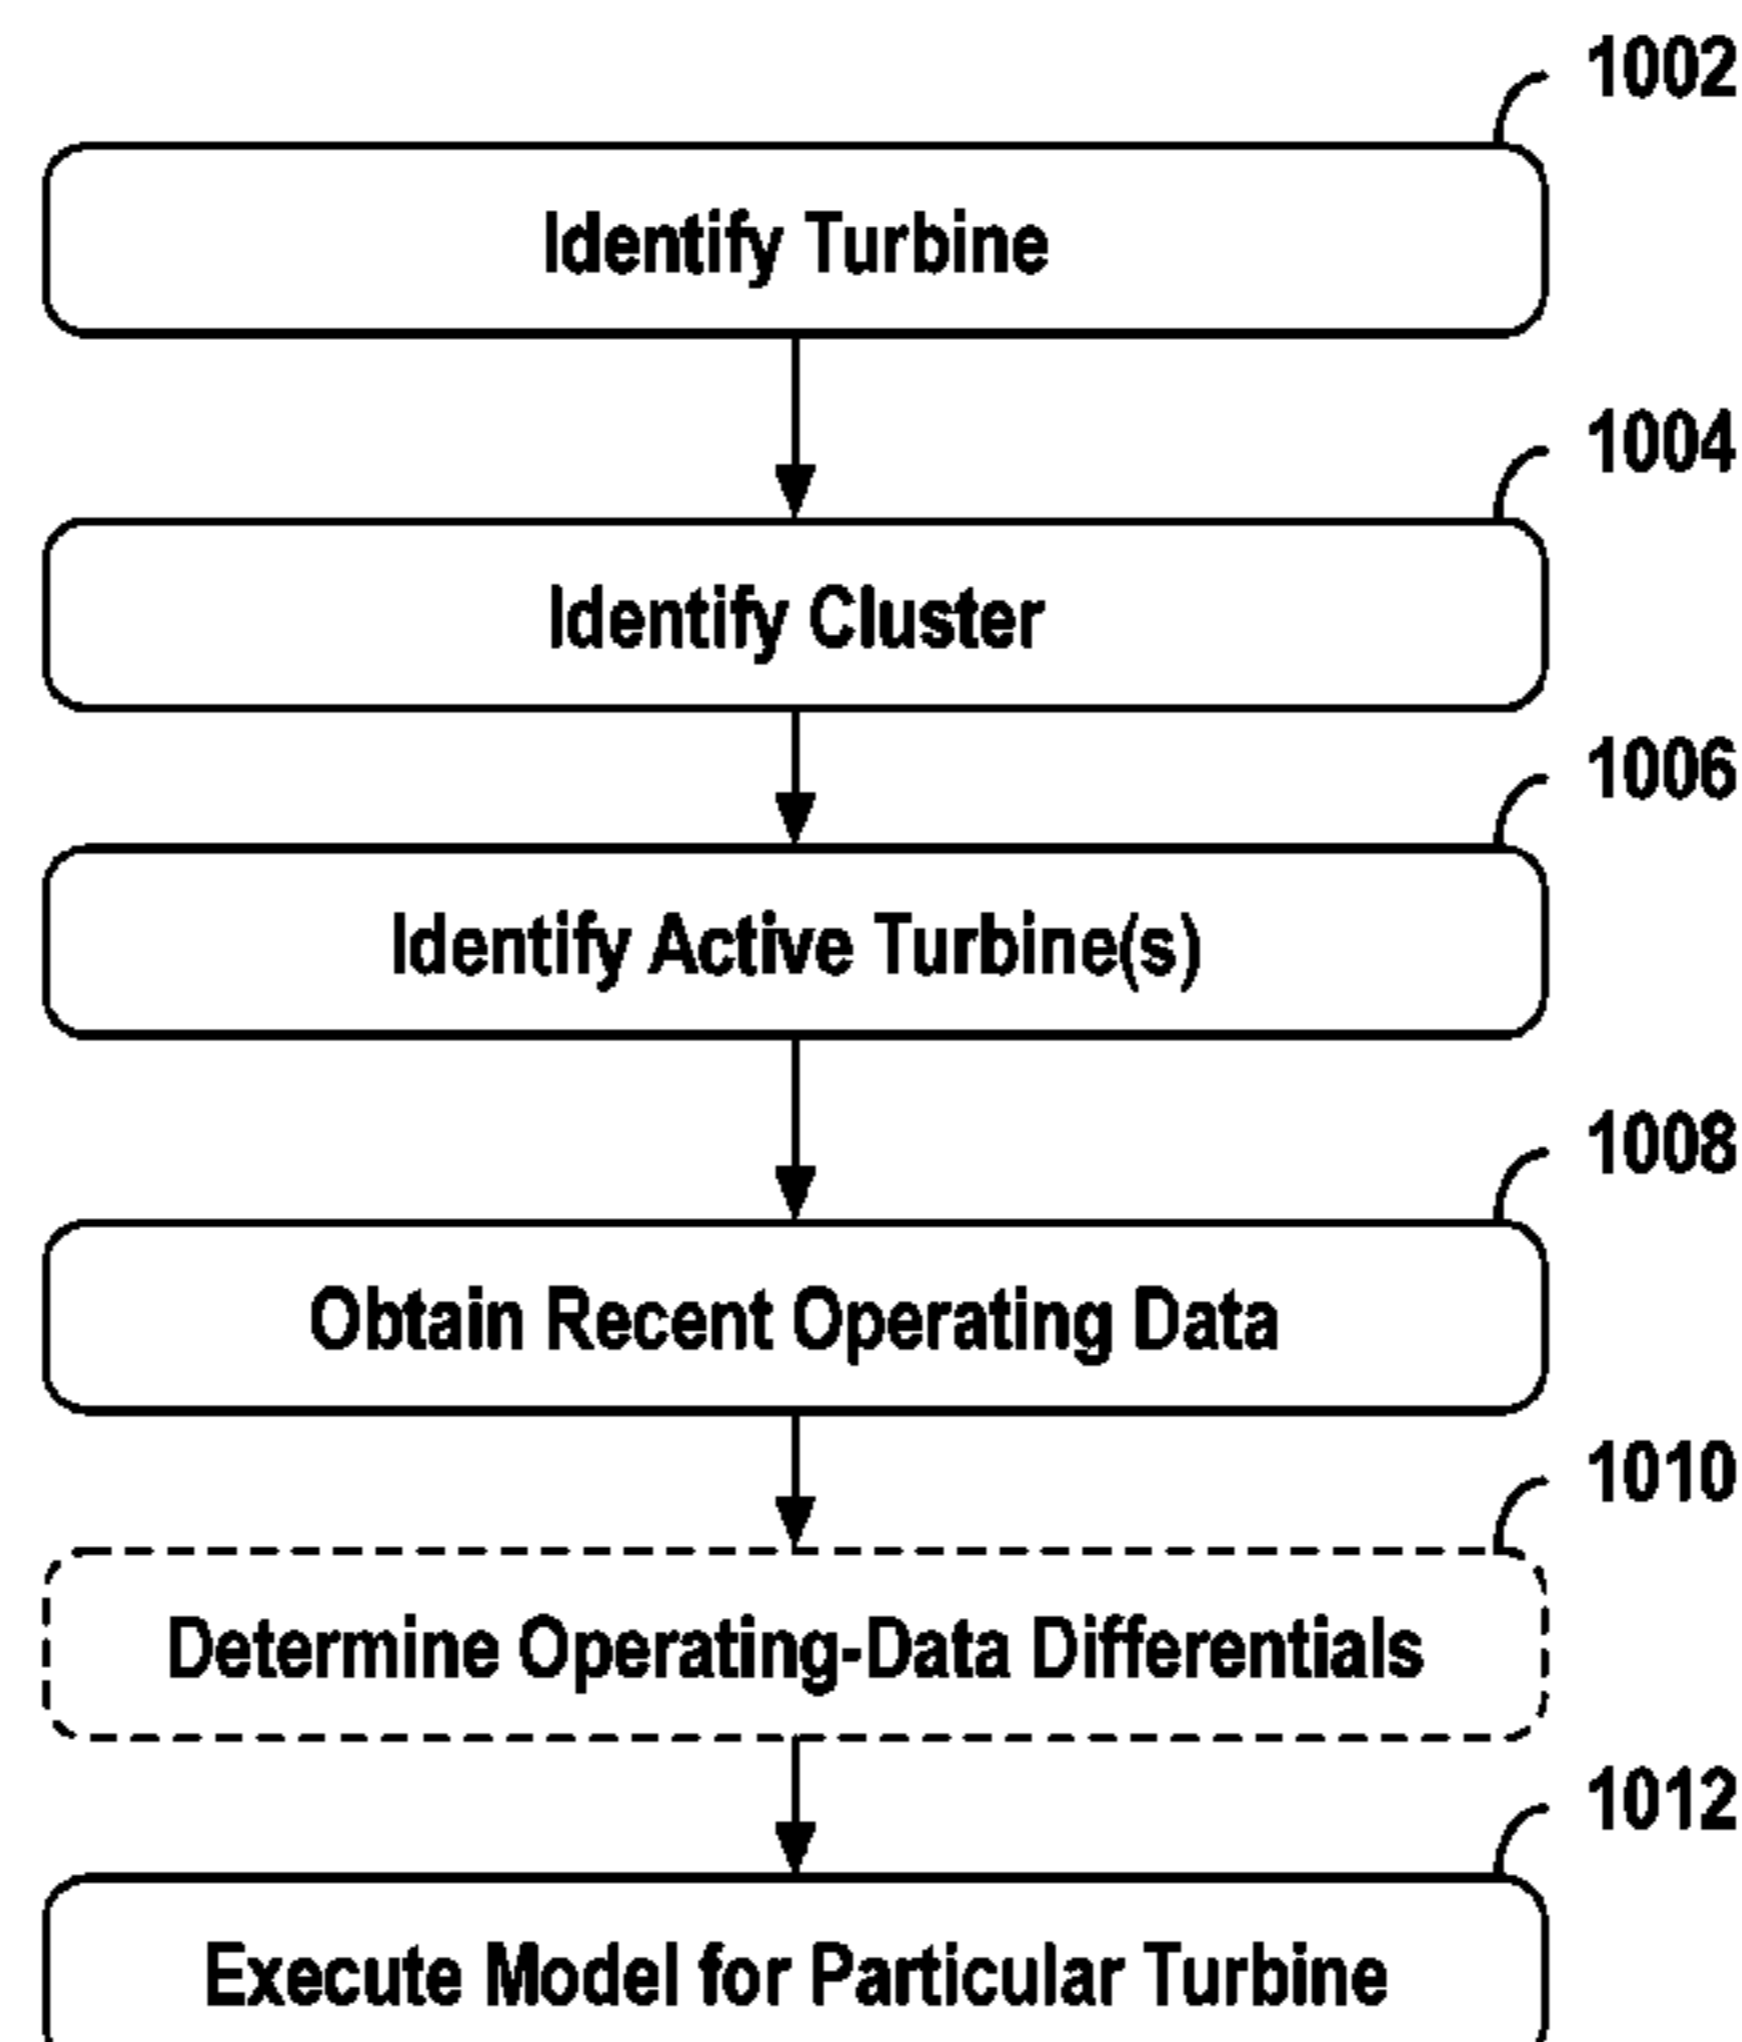 1002
Identify Turbine
1004
Identify Cluster
1006
Identify Active Turbine(s)
1008
Obtain Recent Operating Data
1010
Determine Operating-Data Differentials
1012
Execute Model for Particular Turbine